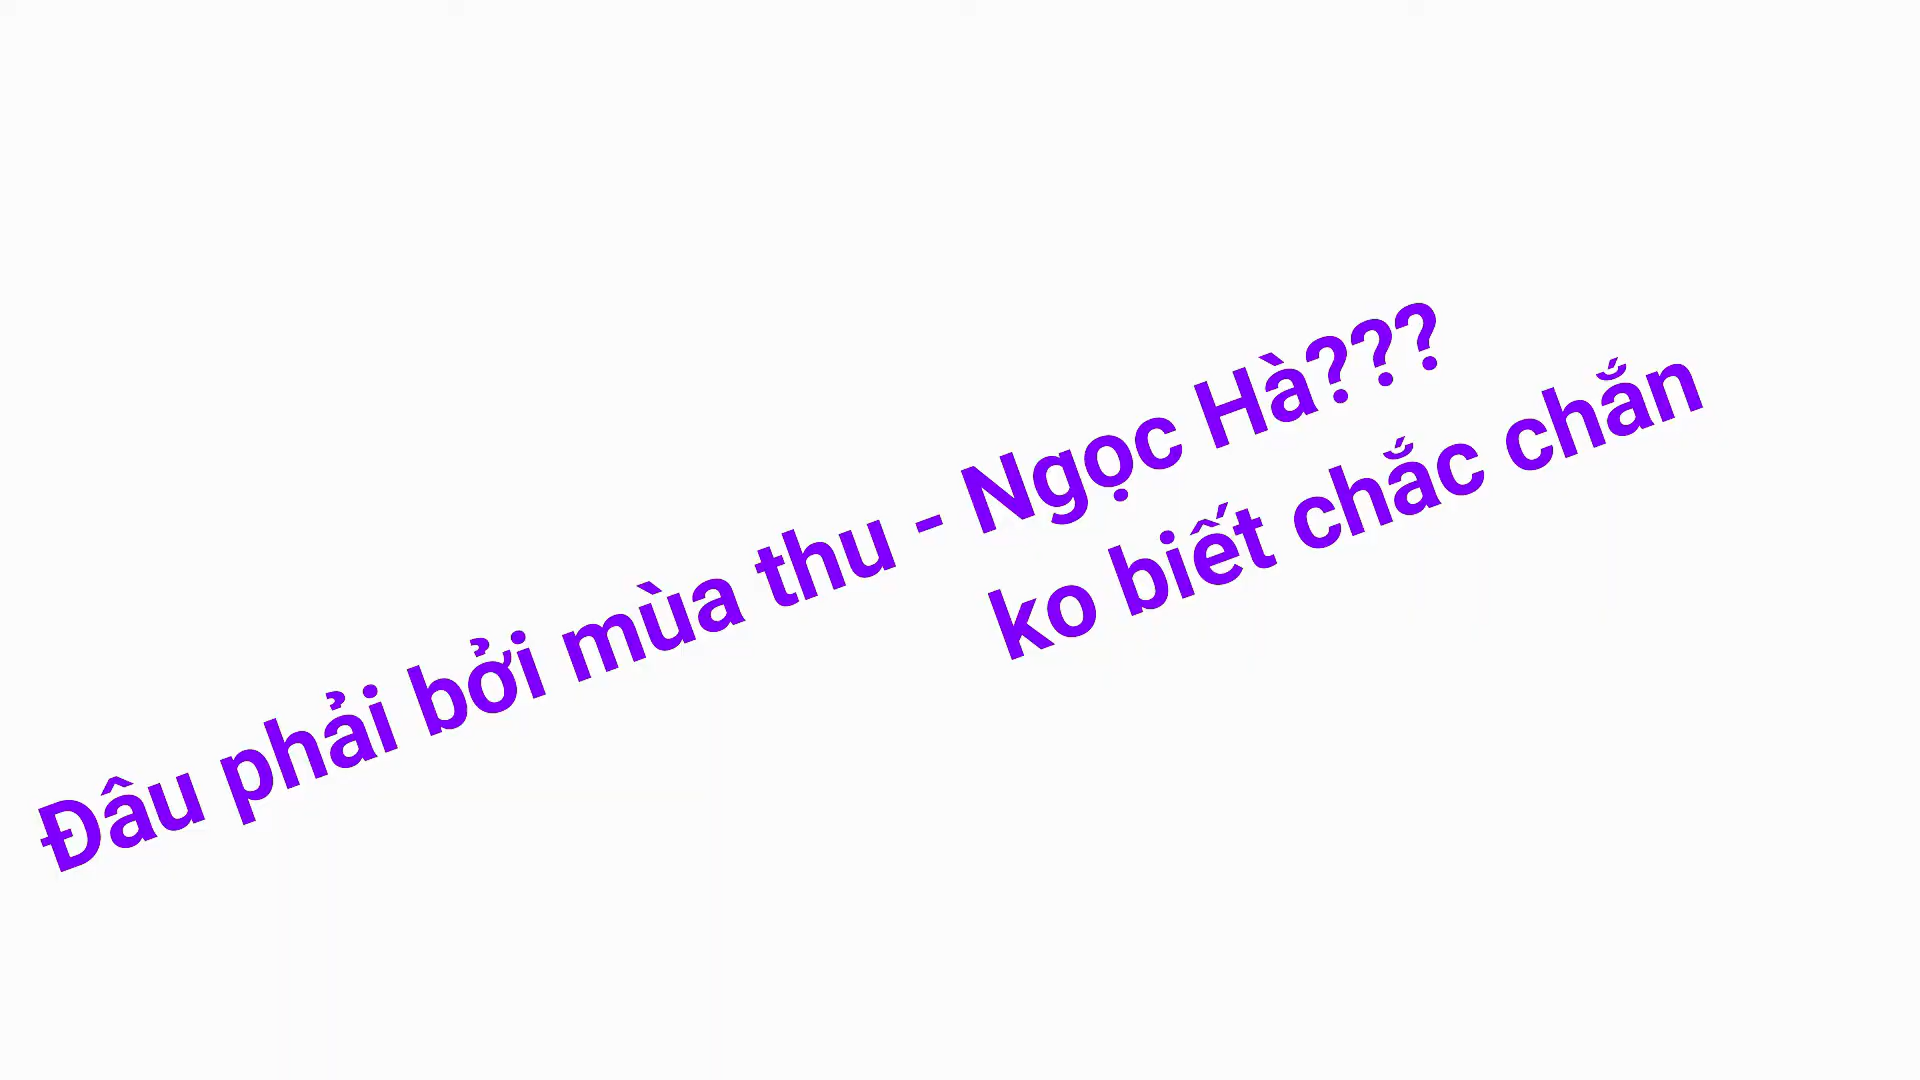 Đâu phải bởi mùa thu - Ngọc Hà???
ko biết chắc chắn